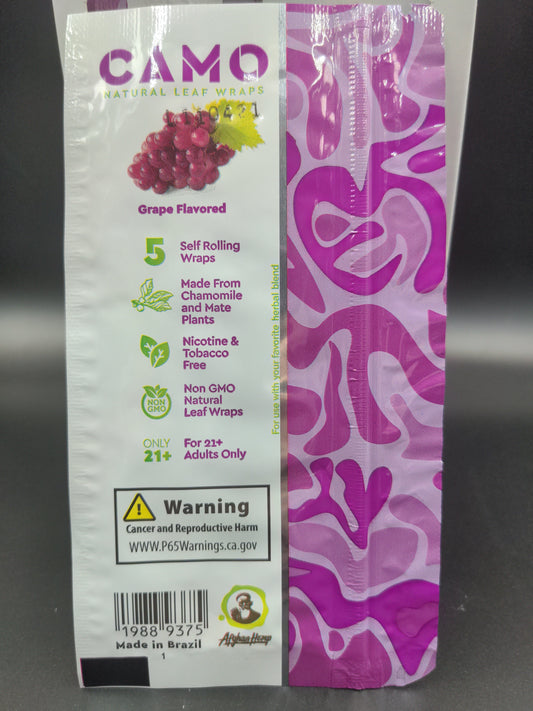 CAMO
NATURAL LEAF WRAPS
Grape Flavored
5
Self Rolling
Wraps
Made From
Chamomile
and Mate
Plants
Nicotine &
Tobacco
Free
NON
GMO
Non GMO
Natural
Leaf Wraps
ONLY
21+
For 21+
Adults Only
For use with your favorite herbal blend
Warning
Cancer and Reproductive Harm
WWW.P65Warnings.ca.gov
1988 9375
Made in Brazil
1
Afghan Hemp